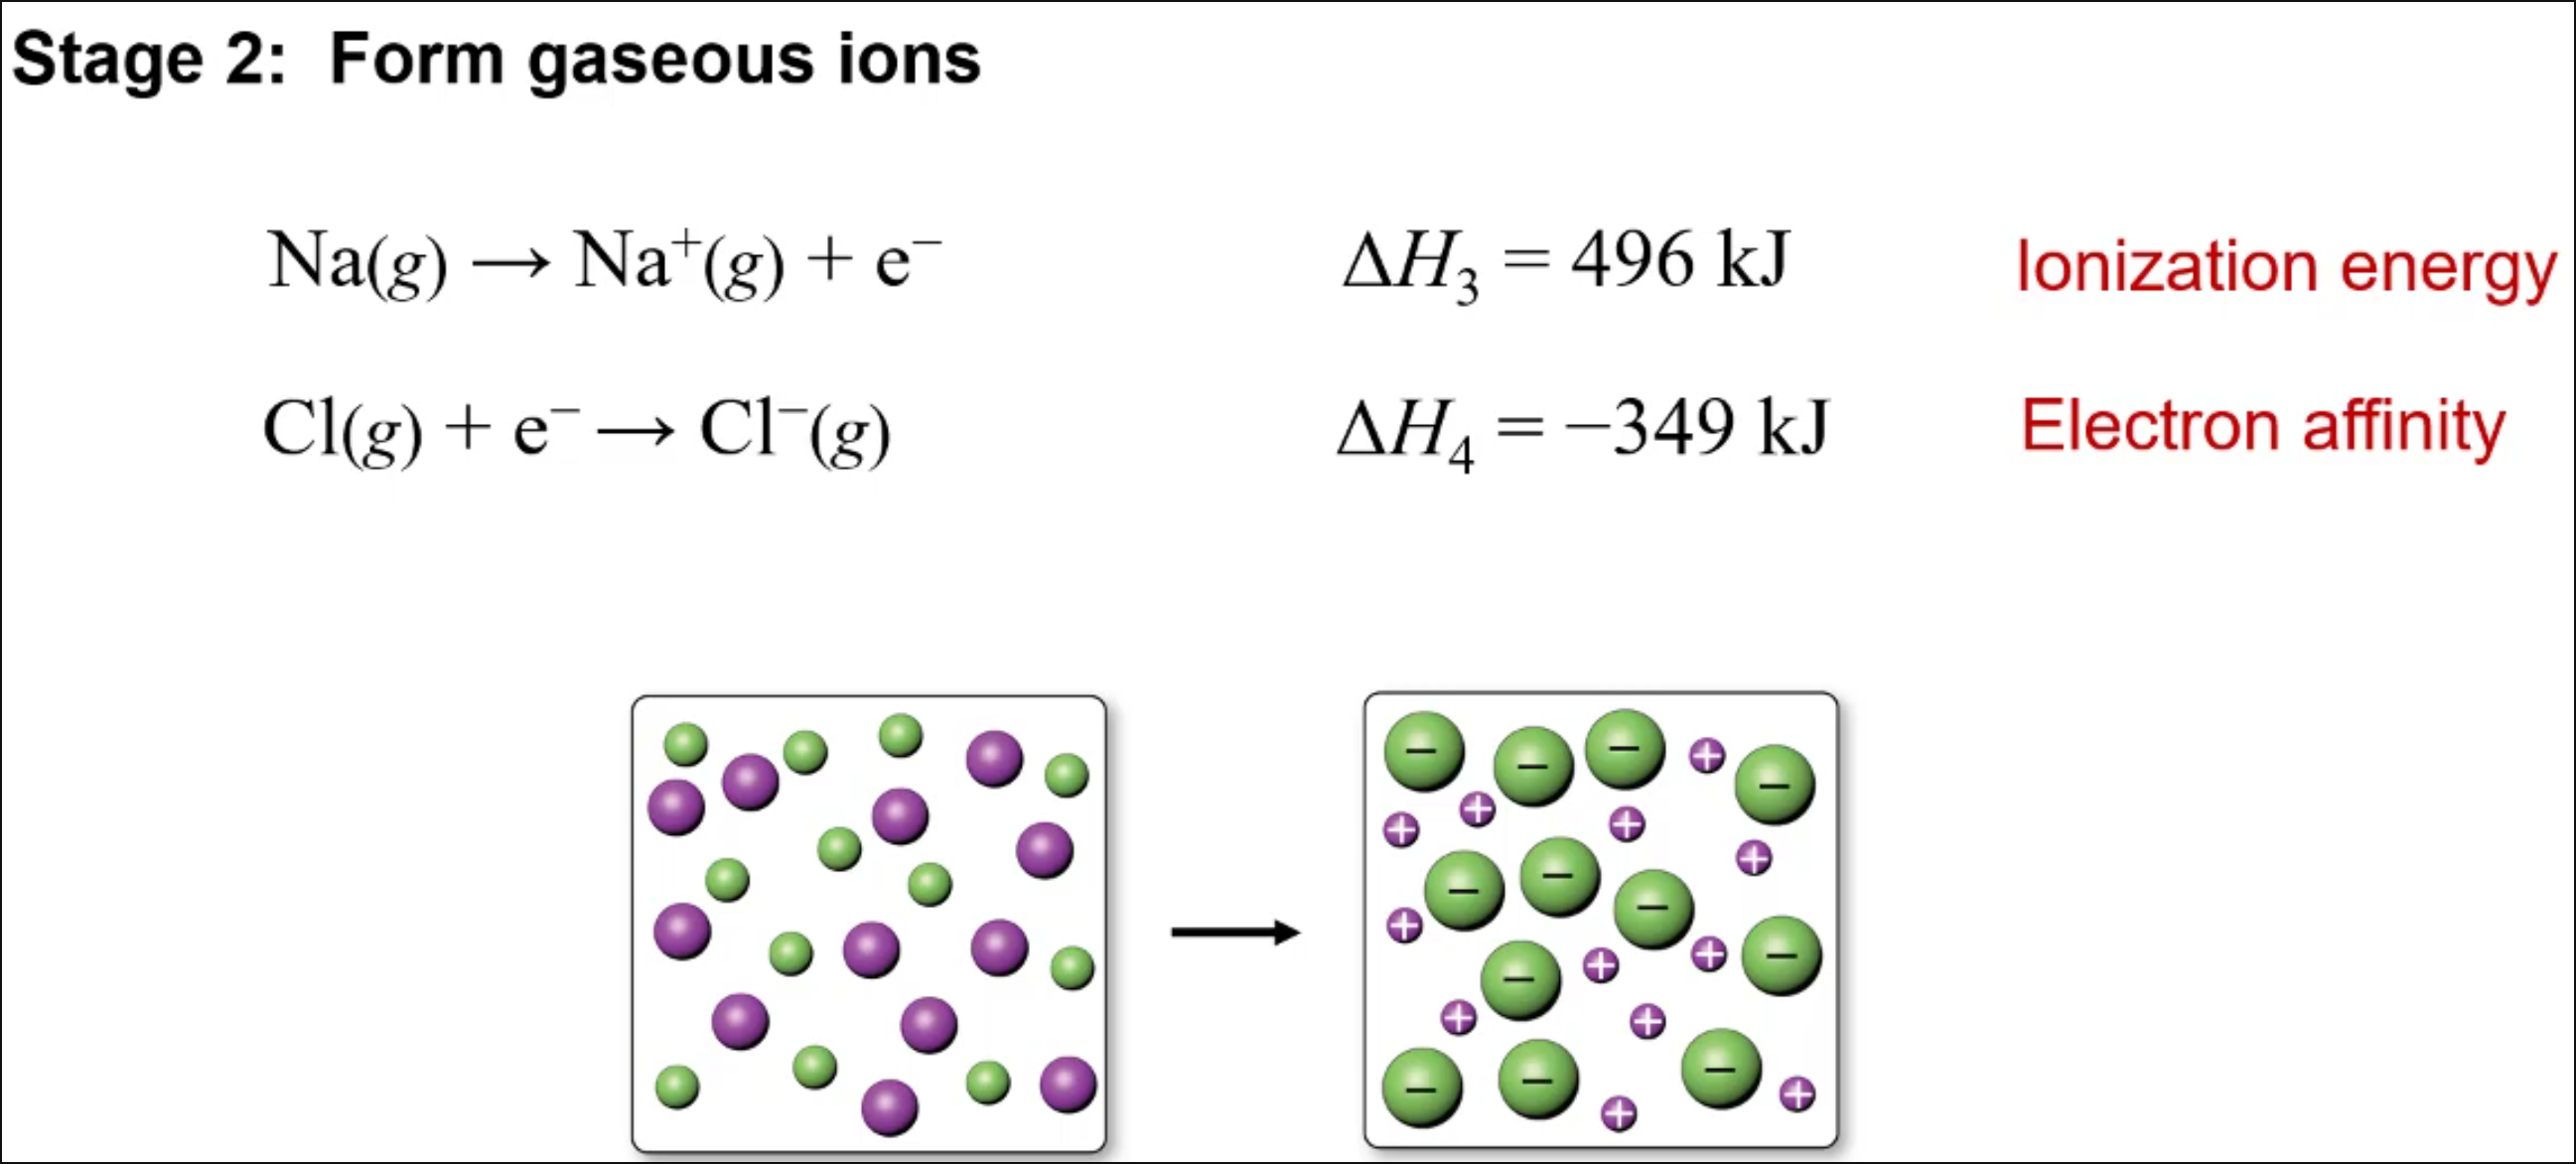 Stage 2: Form gaseous ions
Na(g) → Na⁺(g) + e⁻ ΔH₃ = 496 kJ Ionization energy
Cl(g) + e⁻ → Cl⁻(g) ΔH₄ = −349 kJ Electron affinity
− − − + −
+ + + +
− − −
+ + + −
−
+ +
− − − +
+